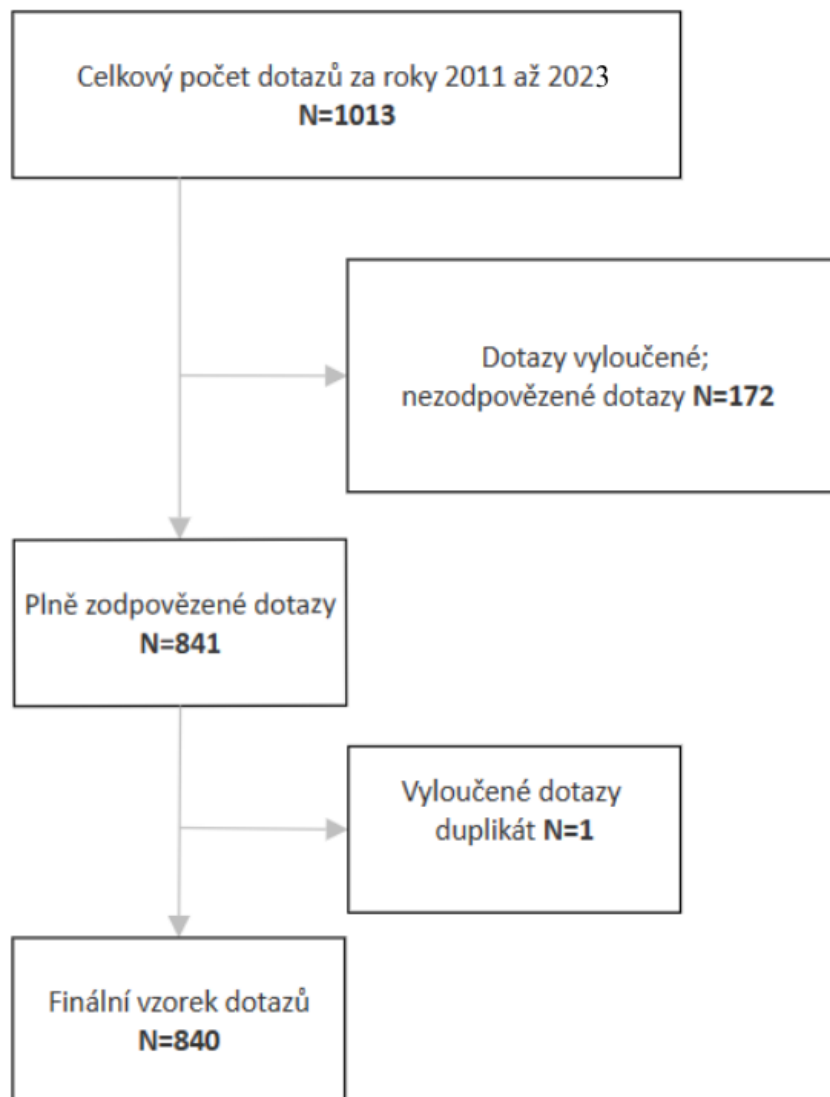 Celkový počet dotazů za roky 2011 až 2023
N=1013
Dotazy vyloučené;
nezodpovězené dotazy N=172
Plně zodpovězené dotazy
N=841
Vyloučené dotazy
duplikát N=1
Finální vzorek dotazů
N=840